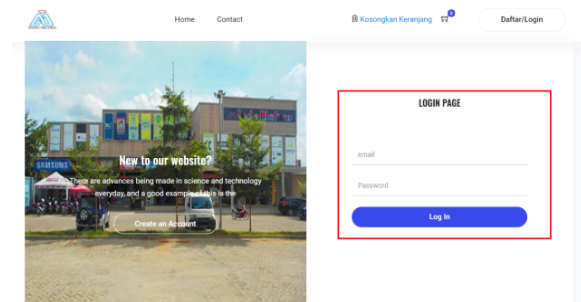 Home
Contact
Kosongkan Keranjang
0
Daftar/Login
SAMSUNG
New to our website?
There are advances being made in science and technology
everyday, and a good example of this is the
Create an Account
LOGIN PAGE
email
Password
Log In